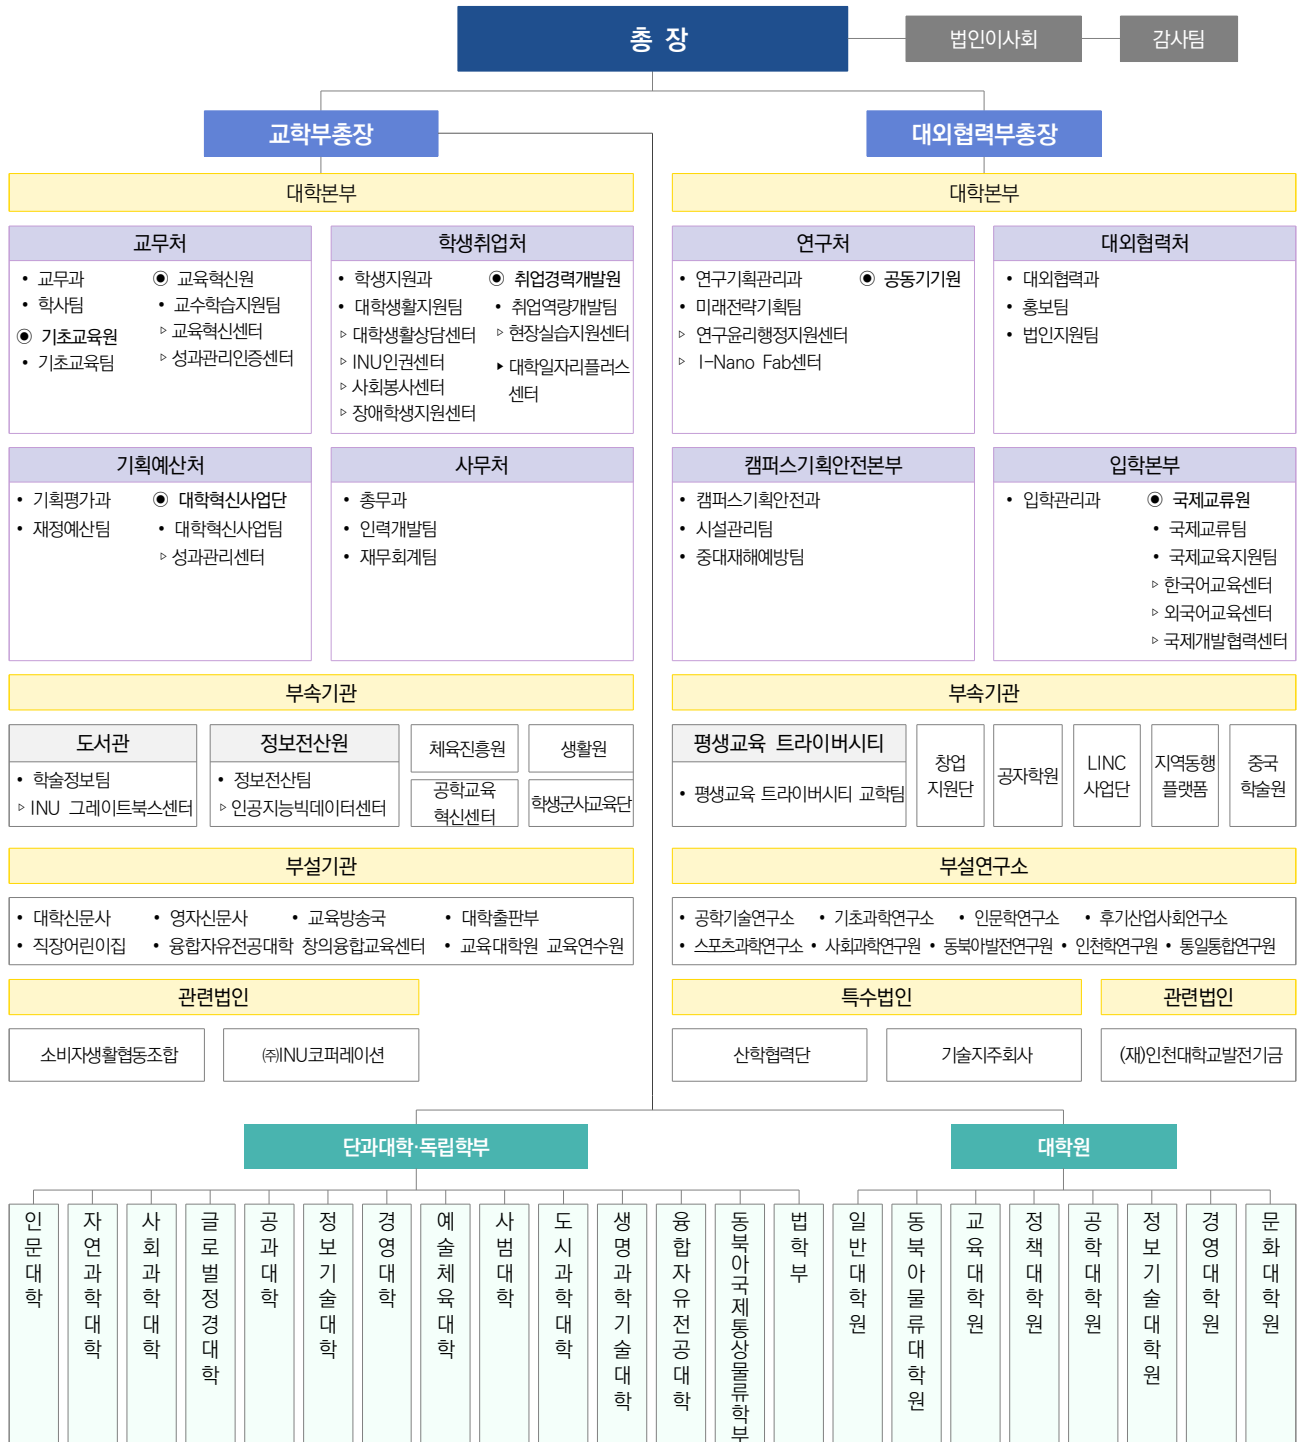 총 장
법인이사회
감사팀
교학부총장
대외협력부총장
대학본부
교무처
• 교무과
• 학사팀
◉ 기초교육원
• 기초교육팀
◉ 교육혁신원
• 교수학습지원팀
▹ 교육혁신센터
▹ 성과관리인증센터
학생취업처
• 학생지원과
• 대학생활지원팀
▹ 대학생활상담센터
▹ INU인권센터
▹ 사회봉사센터
▹ 장애학생지원센터
◉ 취업경력개발원
• 취업역량개발팀
▹ 현장실습지원센터
▸ 대학일자리플러스
센터
기획예산처
• 기획평가과
• 재정예산팀
◉ 대학혁신사업단
• 대학혁신사업팀
▹ 성과관리센터
사무처
• 총무과
• 인력개발팀
• 재무회계팀
대학본부
연구처
• 연구기획관리과
• 미래전략기획팀
▹ 연구윤리행정지원센터
▹ I-Nano Fab센터
◉ 공동기기원
대외협력처
• 대외협력과
• 홍보팀
• 법인지원팀
캠퍼스기획안전본부
• 캠퍼스기획안전과
• 시설관리팀
• 중대재해예방팀
입학본부
• 입학관리과
◉ 국제교류원
• 국제교류팀
• 국제교육지원팀
▹ 한국어교육센터
▹ 외국어교육센터
▹ 국제개발협력센터
부속기관
도서관
• 학술정보팀
▹ INU 그레이트북스센터
정보전산원
• 정보전산팀
▹ 인공지능빅데이터센터
체육진흥원
생활원
공학교육
혁신센터
학생군사교육단
부속기관
평생교육 트라이버시티
• 평생교육 트라이버시티 교학팀
창업
지원단
공자학원
LINC
사업단
지역동행
플랫폼
중국
학술원
부설기관
• 대학신문사 • 영자신문사 • 교육방송국 • 대학출판부
• 직장어린이집 • 융합자유전공대학 창의융합교육센터 • 교육대학원 교육연수원
부설연구소
• 공학기술연구소 • 기초과학연구소 • 인문학연구소 • 후기산업사회연구소
• 스포츠과학연구소 • 사회과학연구원 • 동북아발전연구원 • 인천학연구원 • 통일통합연구원
관련법인
소비자생활협동조합
㈜INU코퍼레이션
특수법인
산학협력단
기술지주회사
관련법인
(재)인천대학교발전기금
단과대학·독립학부
대학원
인문대학
자연과학대학
사회과학대학
글로벌정경대학
공과대학
정보기술대학
경영대학
예술체육대학
사범대학
도시과학대학
생명과학기술대학
융합자유전공대학
동북아국제통상물류학부
법학부
일반대학원
동북아물류대학원
교육대학원
정책대학원
공학대학원
정보기술대학원
경영대학원
문화대학원